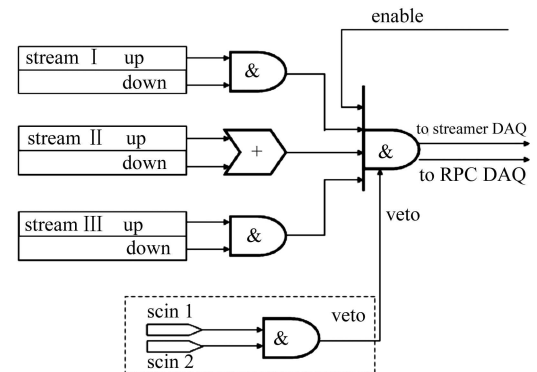 enable
stream Ⅰ up
down
&
stream Ⅱ up
down
+
&
to streamer DAQ
to RPC DAQ
stream Ⅲ up
down
&
veto
scin 1
scin 2
&
veto